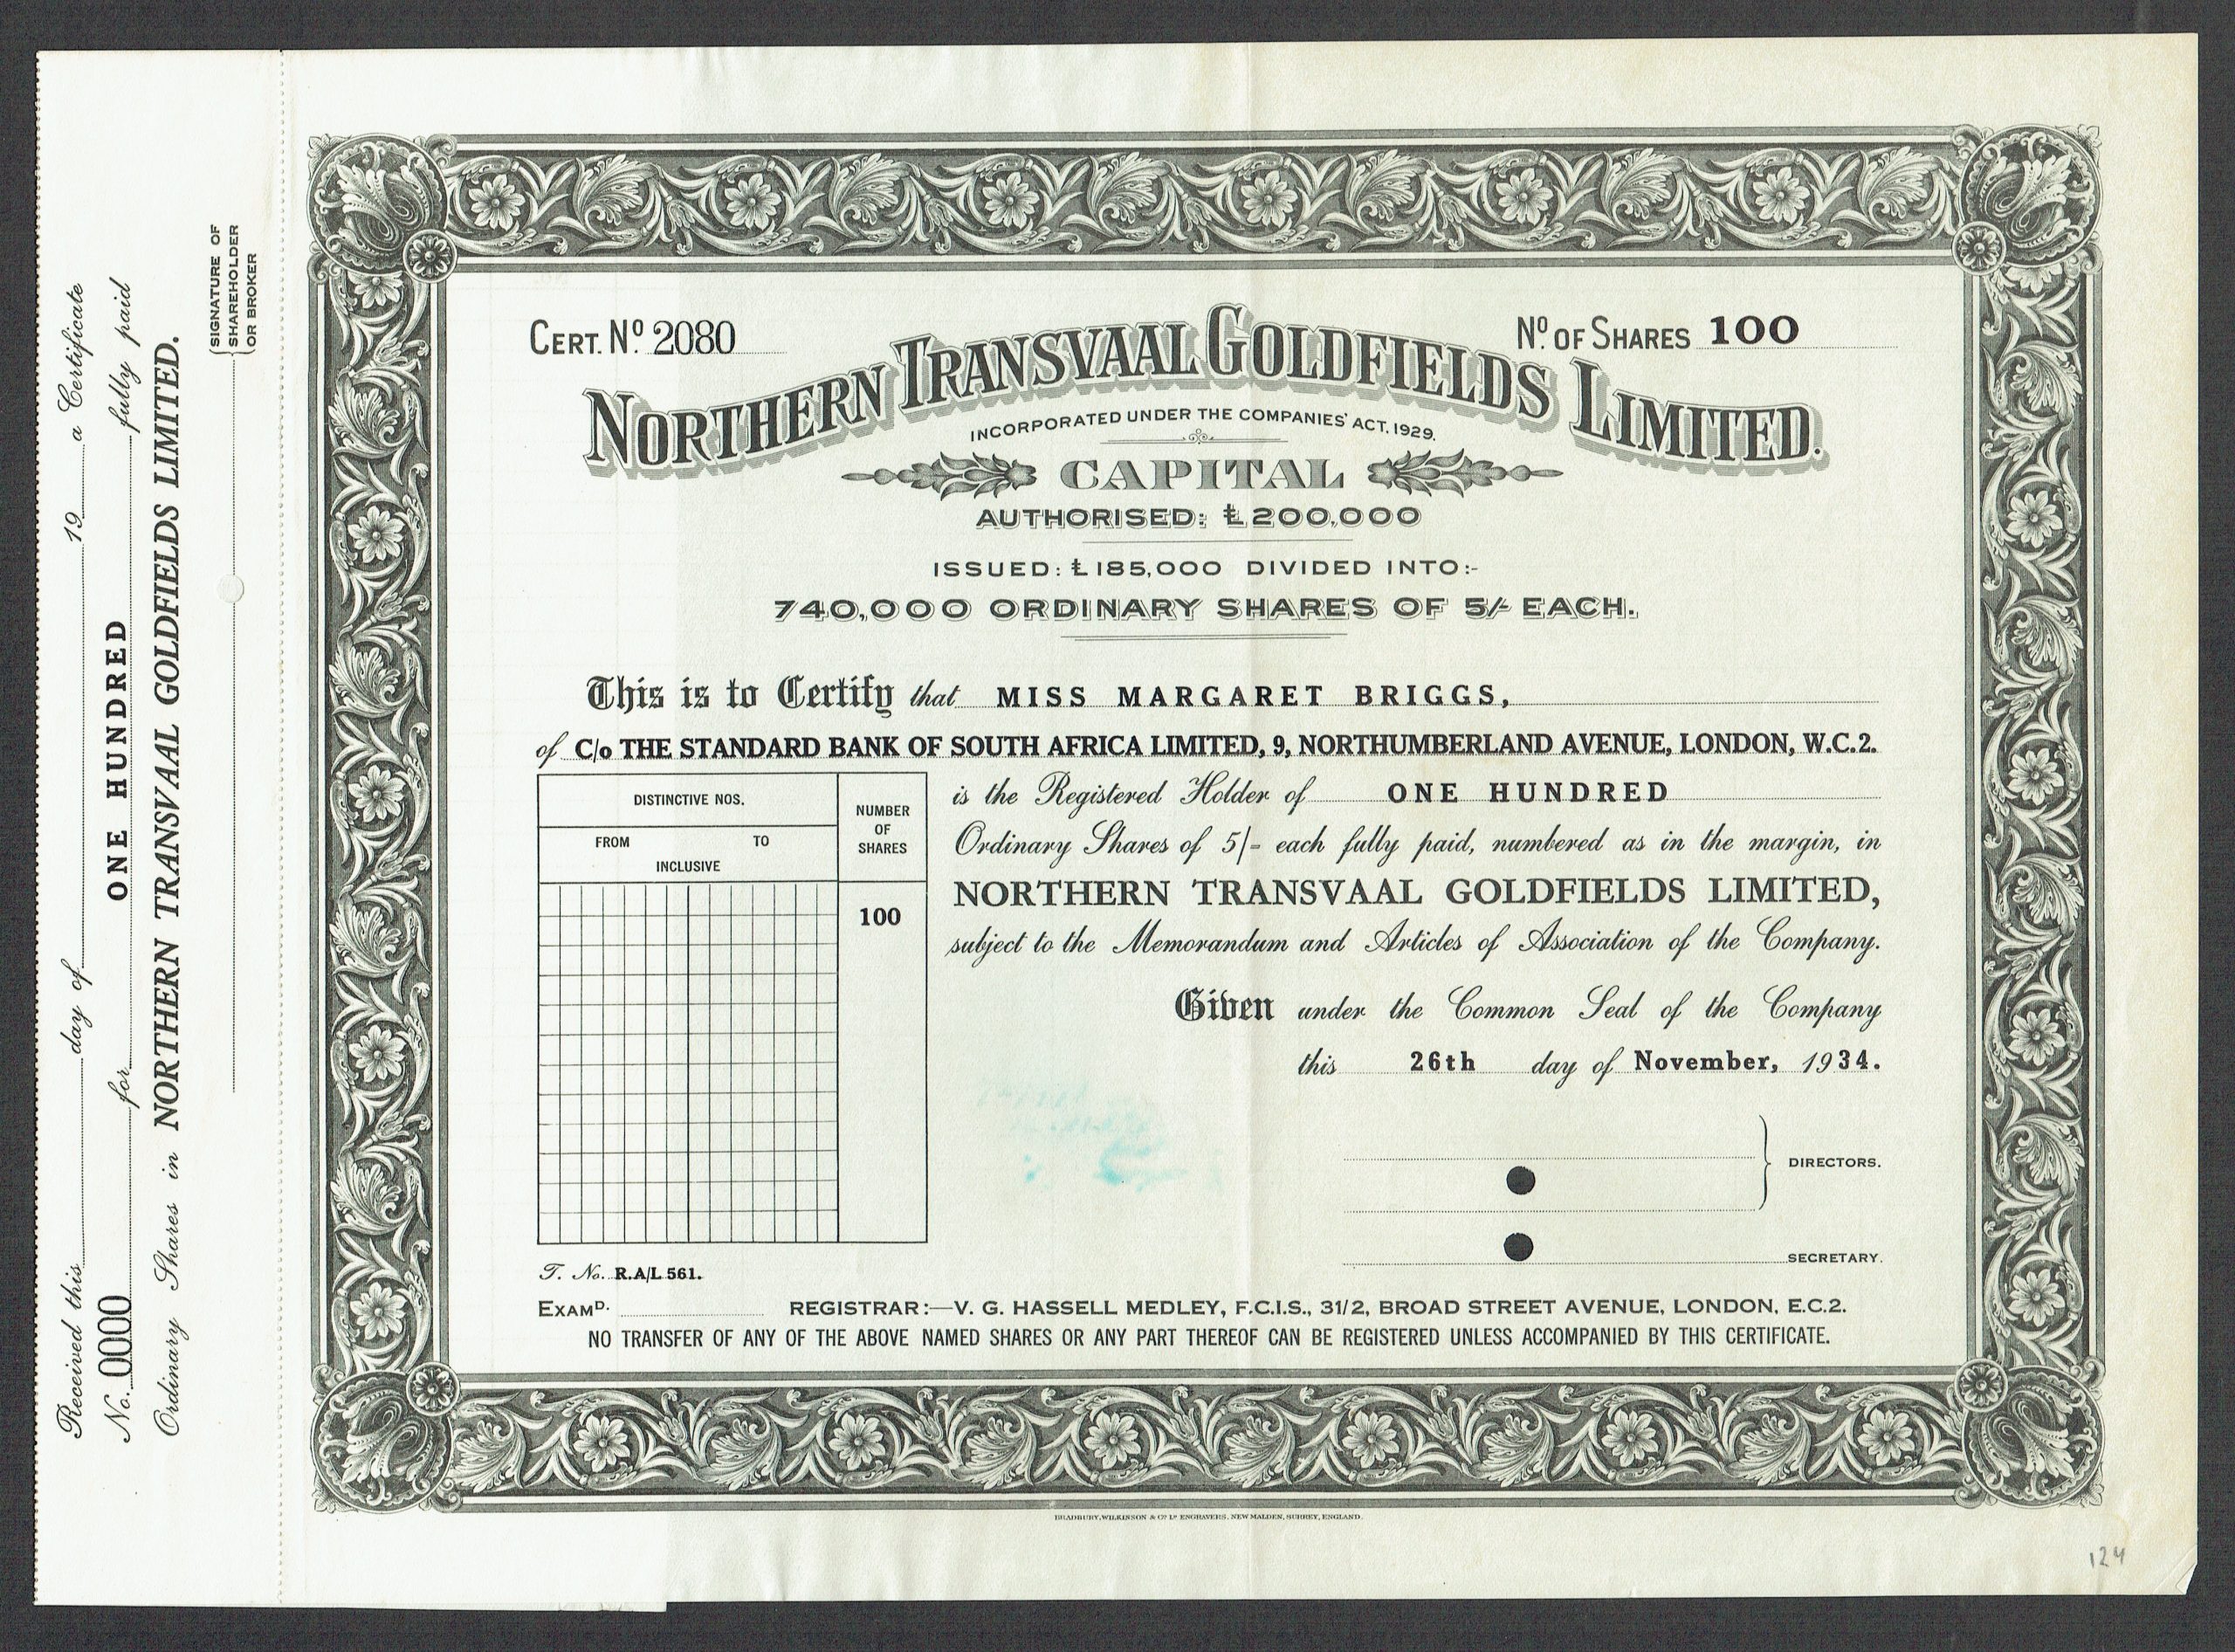 Received this day of 19 a Certificate
No. 0000 for ONE HUNDRED fully paid
Ordinary Shares in NORTHERN TRANSVAAL GOLDFIELDS LIMITED.
SIGNATURE OF
SHAREHOLDER
OR BROKER
CERT. No. 2080
No. OF SHARES 100
NORTHERN TRANSVAAL GOLDFIELDS LIMITED.
INCORPORATED UNDER THE COMPANIES' ACT. 1929.
CAPITAL
AUTHORISED: £200,000
ISSUED: £185,000 DIVIDED INTO:-
740,000 ORDINARY SHARES OF 5/- EACH.
This is to Certify that MISS MARGARET BRIGGS,
of C/o THE STANDARD BANK OF SOUTH AFRICA LIMITED, 9, NORTHUMBERLAND AVENUE, LONDON, W.C.2.
DISTINCTIVE NOS.
FROM TO
INCLUSIVE
NUMBER
OF
SHARES
100
is the Registered Holder of ONE HUNDRED
Ordinary Shares of 5/- each fully paid, numbered as in the margin, in
NORTHERN TRANSVAAL GOLDFIELDS LIMITED,
subject to the Memorandum and Articles of Association of the Company.
Given under the Common Seal of the Company
this 26th day of November, 1934.
DIRECTORS.
SECRETARY.
T. No. R.A/L 561.
EXAMD. REGISTRAR:—V. G. HASSELL MEDLEY, F.C.I.S., 31/2, BROAD STREET AVENUE, LONDON, E.C.2.
NO TRANSFER OF ANY OF THE ABOVE NAMED SHARES OR ANY PART THEREOF CAN BE REGISTERED UNLESS ACCOMPANIED BY THIS CERTIFICATE.
BRADBURY, WILKINSON & Co. Ld. ENGRAVERS, NEW MALDEN, SURREY, ENGLAND.
124